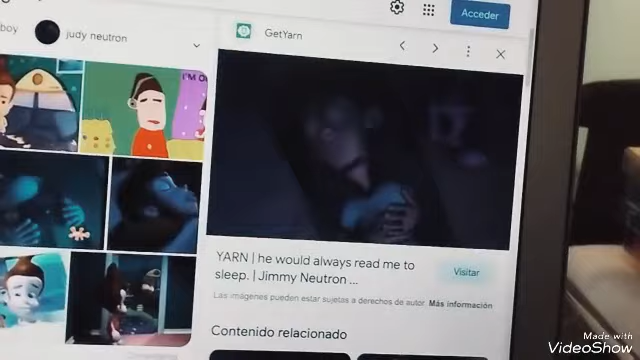 Acceder
boy
judy neutron
GetYarn
I'M
YARN | he would always read me to
sleep. | Jimmy Neutron ...
Visitar
Las imágenes pueden estar sujetas a derechos de autor. Más información
Contenido relacionado
Made with
VideoShow